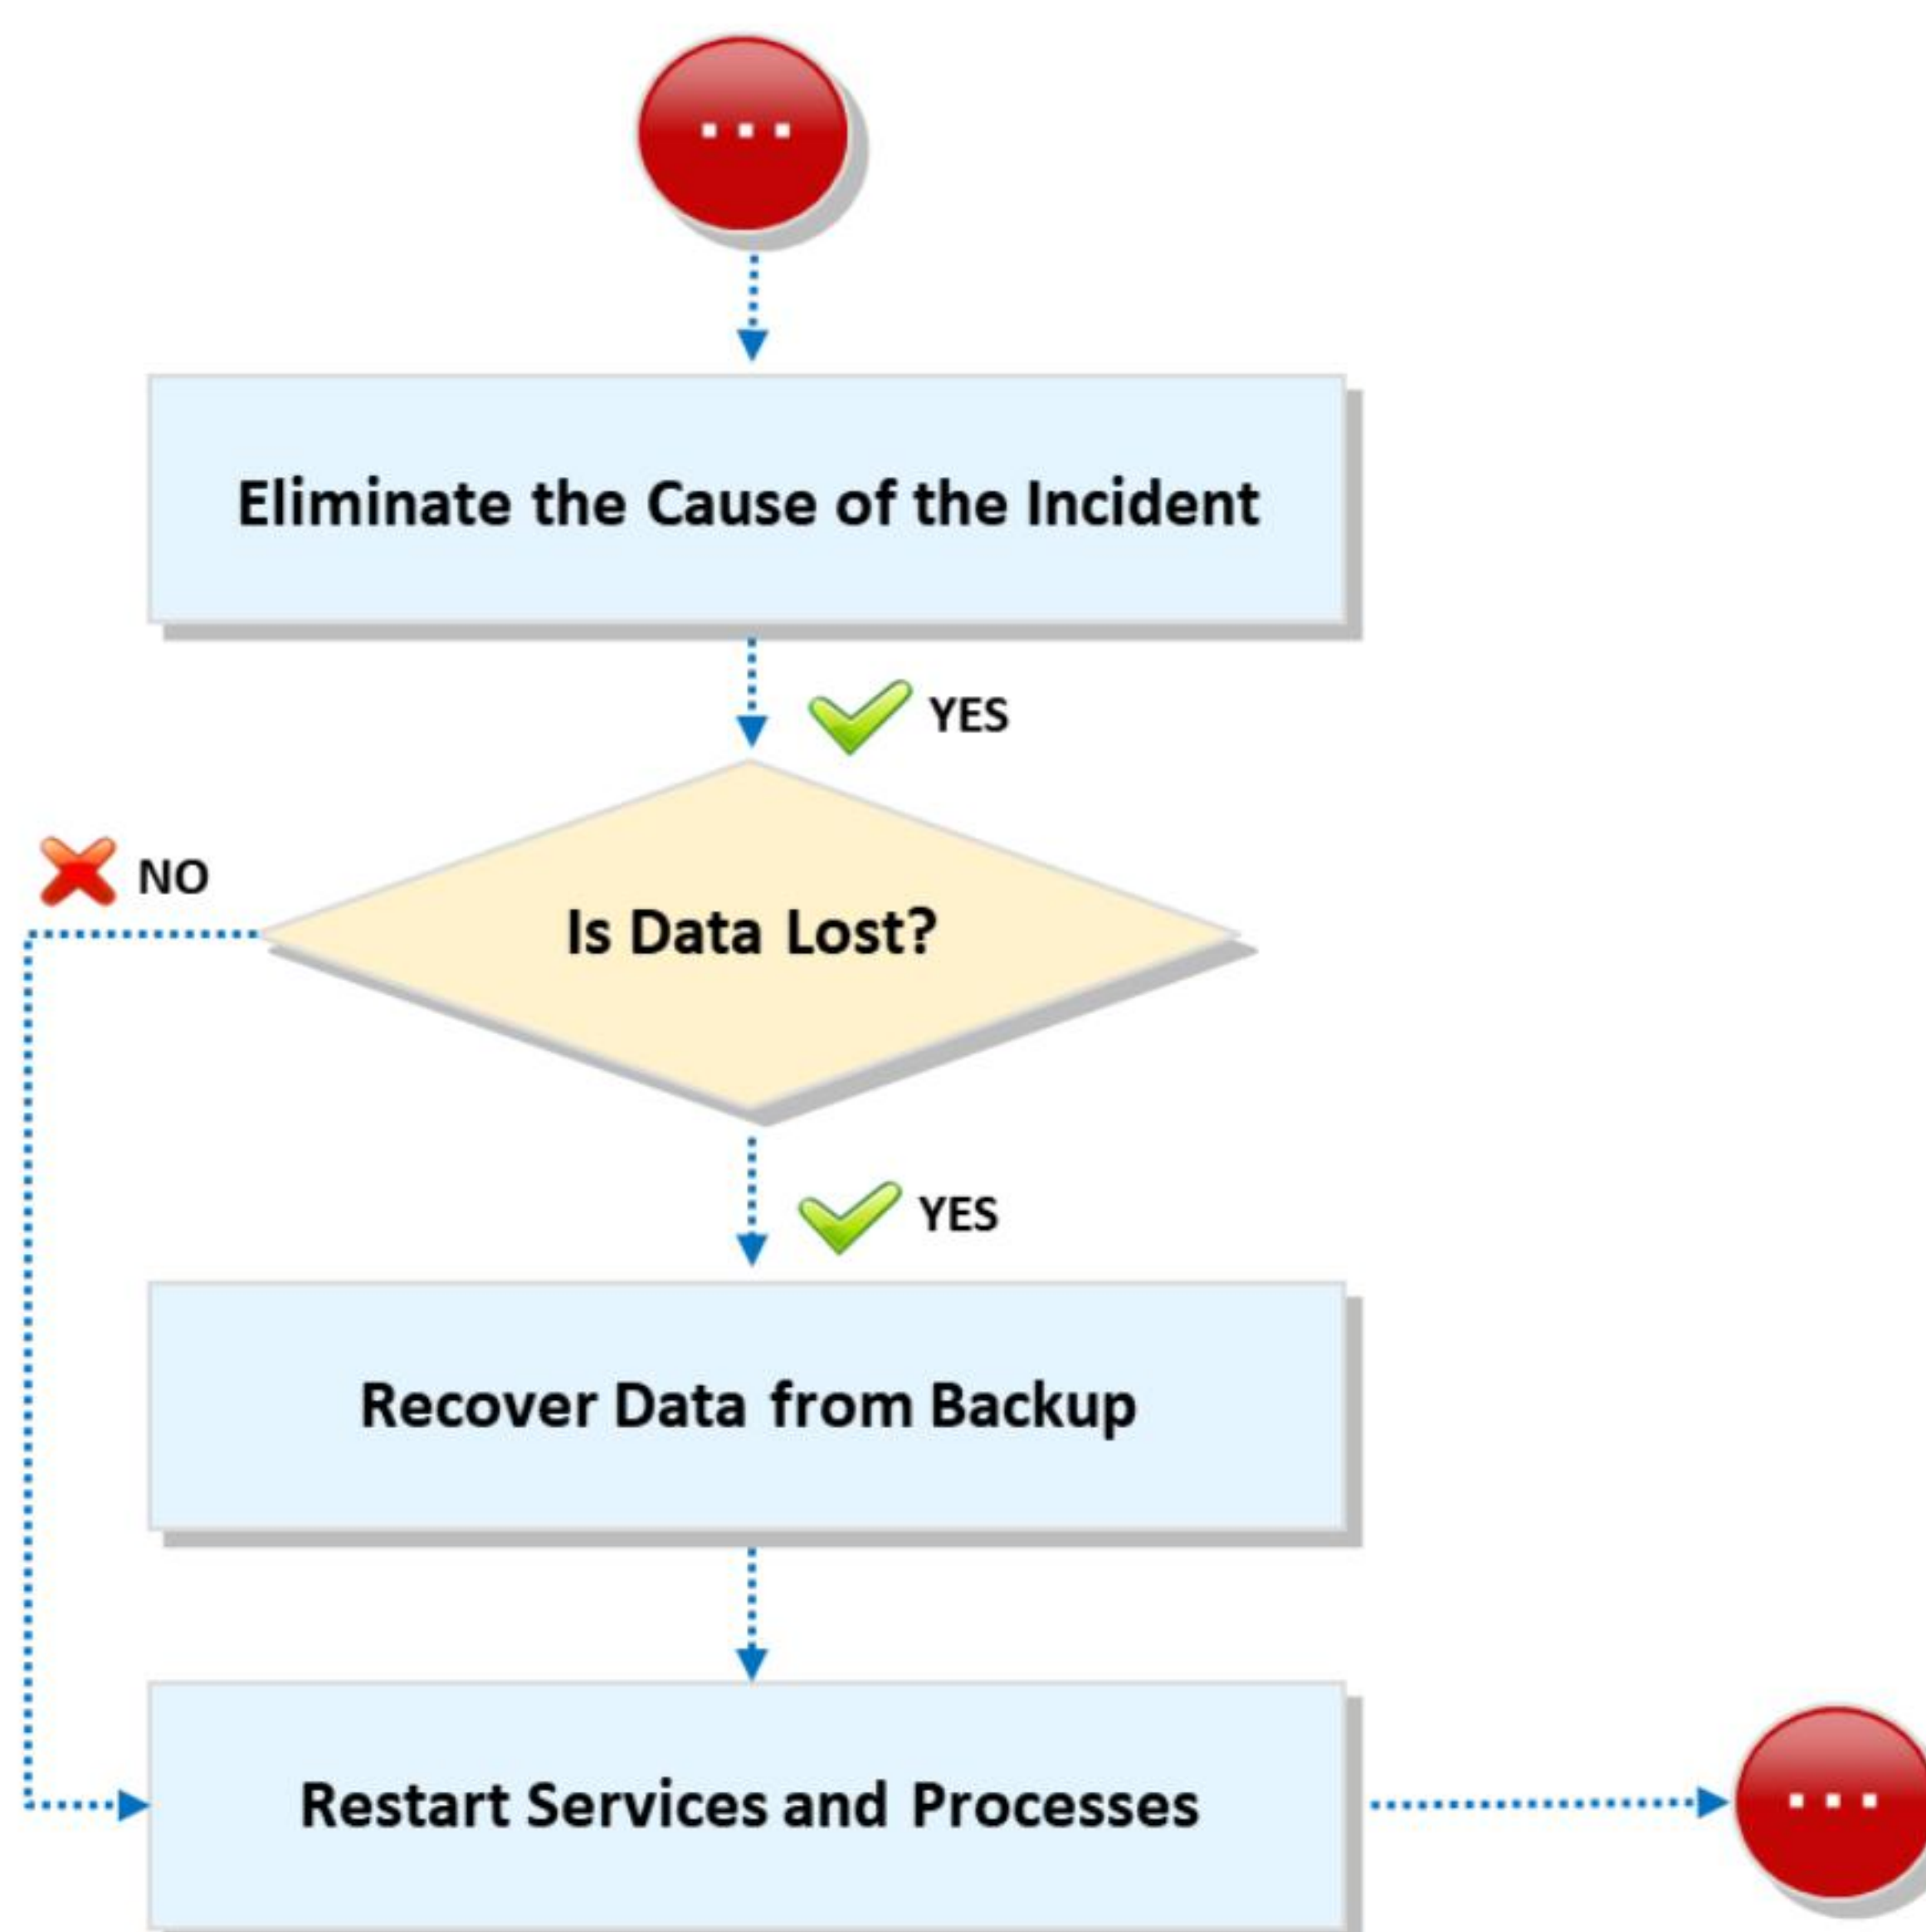 ...
Eliminate the Cause of the Incident
YES
NO
Is Data Lost?
YES
Recover Data from Backup
Restart Services and Processes
...